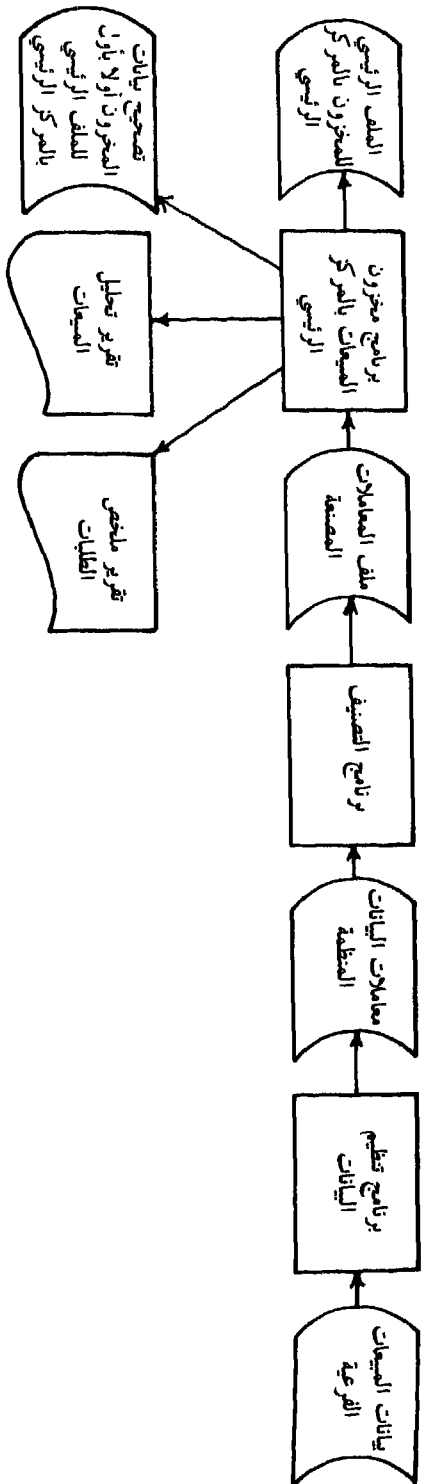 بيانات المبيعات
الفرعية
برنامج تنظيم
البيانات
معاملات البيانات
المنظمة
برنامج التصنيف
ملف المعاملات
المصنفة
برنامج مخزون
المبيعات بالمركز
الرئيسي
الملف الرئيسي
للمخزون بالمركز
الرئيسي
تقرير ملخص
الطلبات
تقرير تحليل
المبيعات
تصحيح بيانات
المخزون أولا بأول
للملف الرئيسي
بالمركز الرئيسي